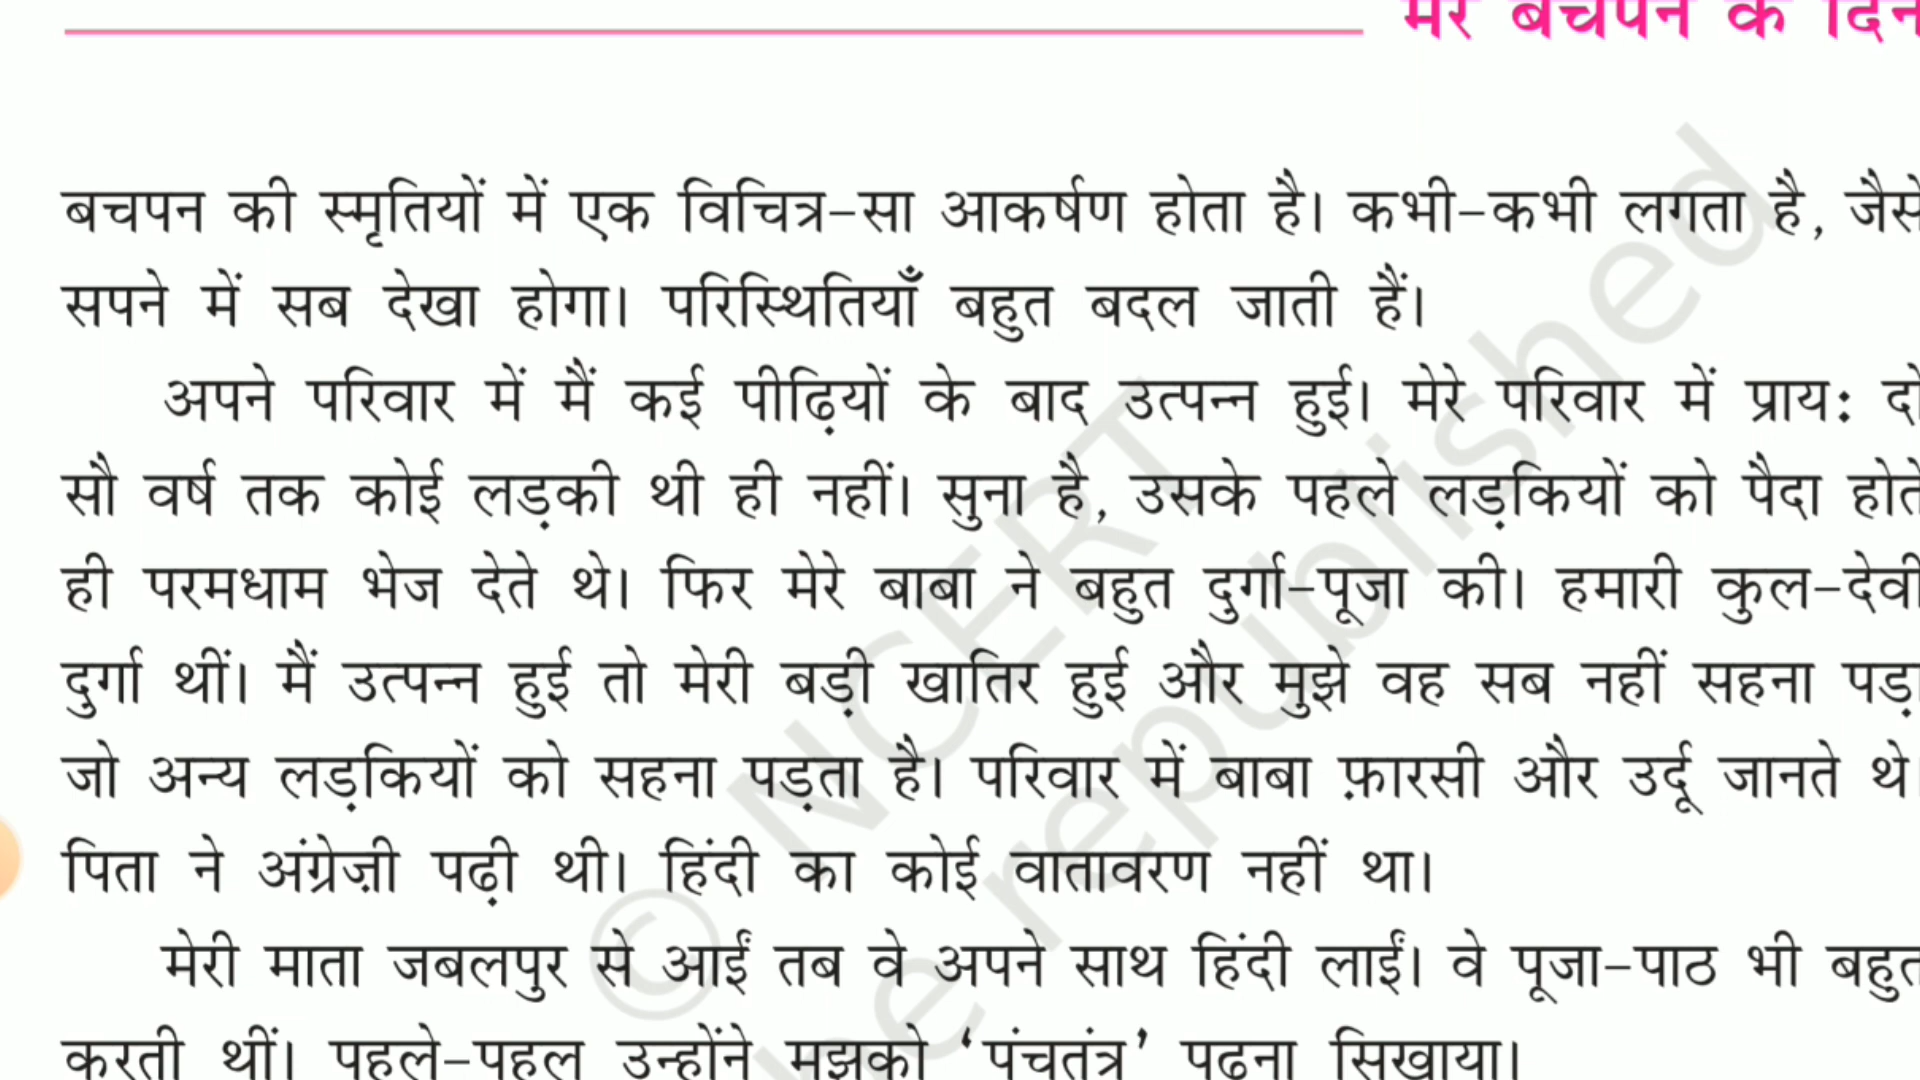 मेरे बचपन के दिन
बचपन की स्मृतियों में एक विचित्र-सा आकर्षण होता है। कभी-कभी लगता है, जैसे
सपने में सब देखा होगा। परिस्थितियाँ बहुत बदल जाती हैं।
अपने परिवार में मैं कई पीढ़ियों के बाद उत्पन्न हुई। मेरे परिवार में प्रायः दो
सौ वर्ष तक कोई लड़की थी ही नहीं। सुना है, उसके पहले लड़कियों को पैदा होते
ही परमधाम भेज देते थे। फिर मेरे बाबा ने बहुत दुर्गा-पूजा की। हमारी कुल-देवी
दुर्गा थीं। मैं उत्पन्न हुई तो मेरी बड़ी खातिर हुई और मुझे वह सब नहीं सहना पड़ा
जो अन्य लड़कियों को सहना पड़ता है। परिवार में बाबा फ़ारसी और उर्दू जानते थे।
पिता ने अंग्रेज़ी पढ़ी थी। हिंदी का कोई वातावरण नहीं था।
मेरी माता जबलपुर से आईं तब वे अपने साथ हिंदी लाईं। वे पूजा-पाठ भी बहुत
करती थीं। पहले-पहल उन्होंने मुझको ‘पंचतंत्र’ पढ़ना सिखाया।
© NCERT
republished